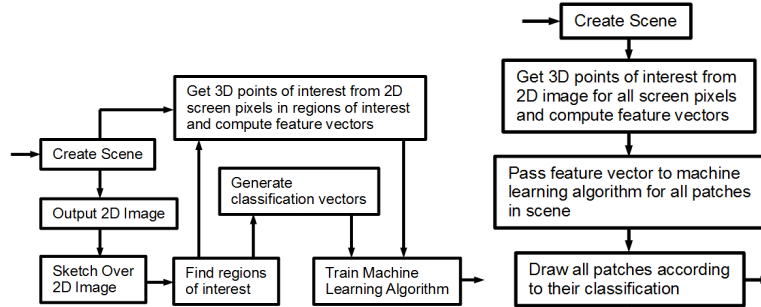 Create Scene
Output 2D Image
Sketch Over
2D Image
Find regions
of interest
Get 3D points of interest from 2D
screen pixels in regions of interest
and compute feature vectors
Generate
classification vectors
Train Machine
Learning Algorithm
Create Scene
Get 3D points of interest from
2D image for all screen pixels
and compute feature vectors
Pass feature vector to machine
learning algorithm for all patches
in scene
Draw all patches according
to their classification